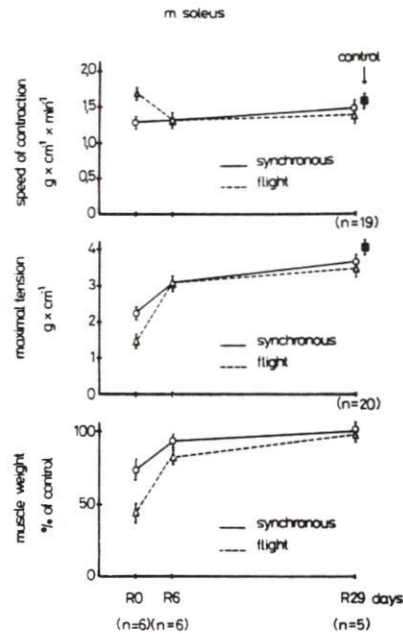 m. soleus
control
speed of contraction
g × cm⁻¹ × min⁻¹
2,0
1,5
1,0
0,5
0
synchronous
flight
(n=19)
maximal tension
g × cm⁻¹
4
3
2
1
0
synchronous
flight
(n=20)
muscle weight
% of control
100
50
0
synchronous
flight
R0 R6 R29 days
(n=6)(n=6) (n=5)